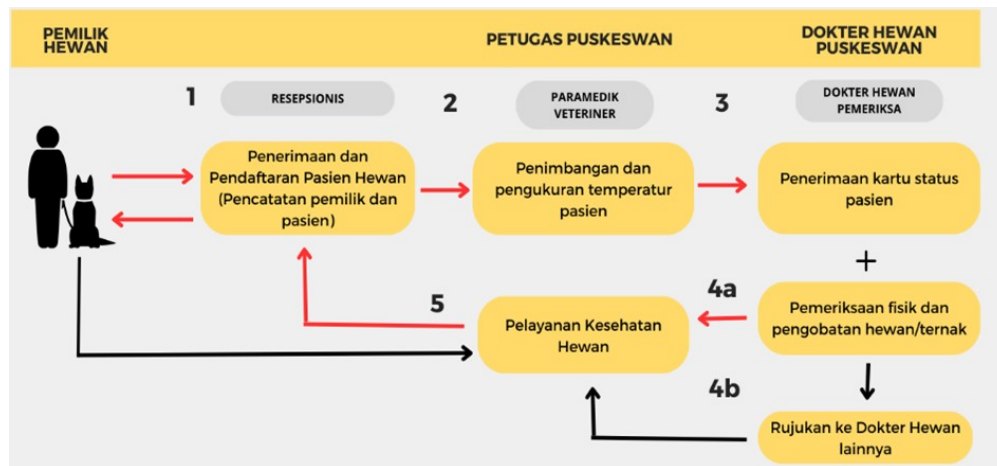 PEMILIK
HEWAN
PETUGAS PUSKESWAN
DOKTER HEWAN
PUSKESWAN
1
RESEPSIONIS
2
PARAMEDIK
VETERINER
3
DOKTER HEWAN
PEMERIKSA
Penerimaan dan
Pendaftaran Pasien Hewan
(Pencatatan pemilik dan
pasien)
Penimbangan dan
pengukuran temperatur
pasien
Penerimaan kartu status
pasien
+
4a
Pemeriksaan fisik dan
pengobatan hewan/ternak
5
Pelayanan Kesehatan
Hewan
4b
Rujukan ke Dokter Hewan
lainnya